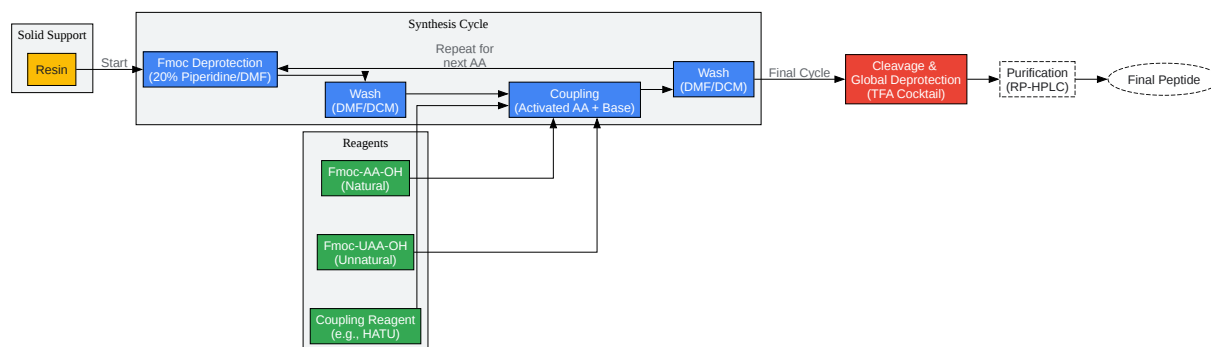 Solid Support
Resin
Start
Synthesis Cycle
Fmoc Deprotection
(20% Piperidine/DMF)
Wash
(DMF/DCM)
Repeat for
next AA
Coupling
(Activated AA + Base)
Wash
(DMF/DCM)
Final Cycle
Cleavage &
Global Deprotection
(TFA Cocktail)
Purification
(RP-HPLC)
Final Peptide
Reagents
Fmoc-AA-OH
(Natural)
Fmoc-UAA-OH
(Unnatural)
Coupling Reagent
(e.g., HATU)